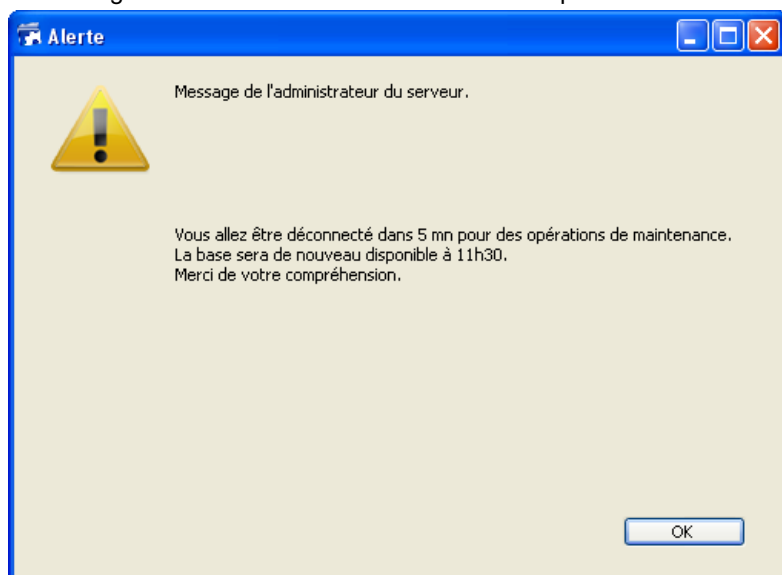 Alerte
Message de l'administrateur du serveur.
Vous allez être déconnecté dans 5 mn pour des opérations de maintenance.
La base sera de nouveau disponible à 11h30.
Merci de votre compréhension.
OK